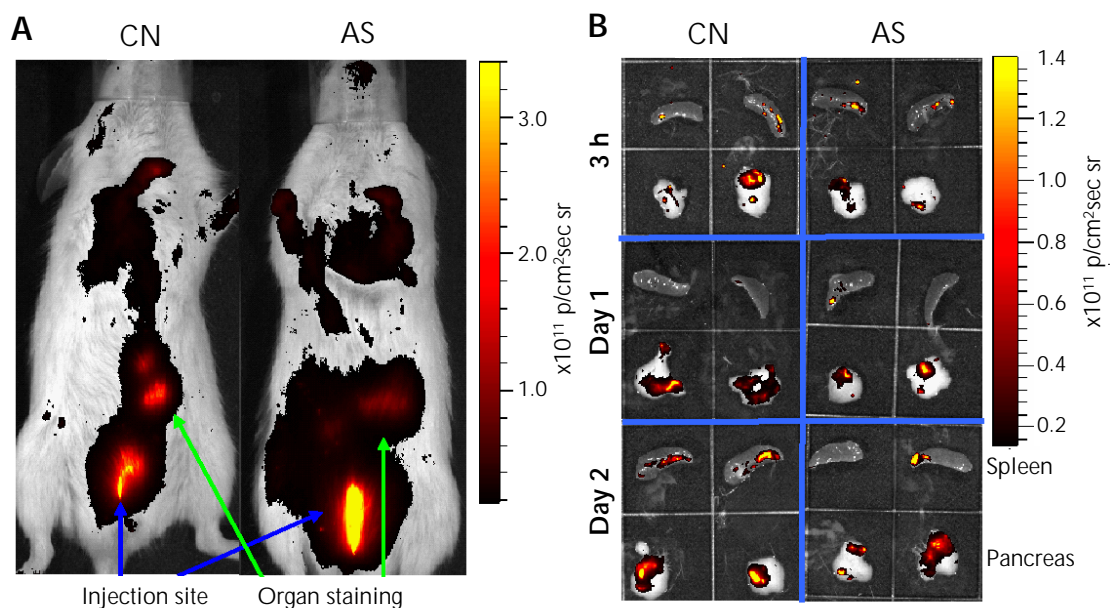 A
CN
AS
3.0
2.0
1.0
x10¹¹ p/cm²sec sr
Injection site
Organ staining
B
CN
AS
3 h
Day 1
Day 2
1.4
1.2
1.0
0.8
0.6
0.4
0.2
x10¹¹ p/cm²sec sr
Spleen
Pancreas